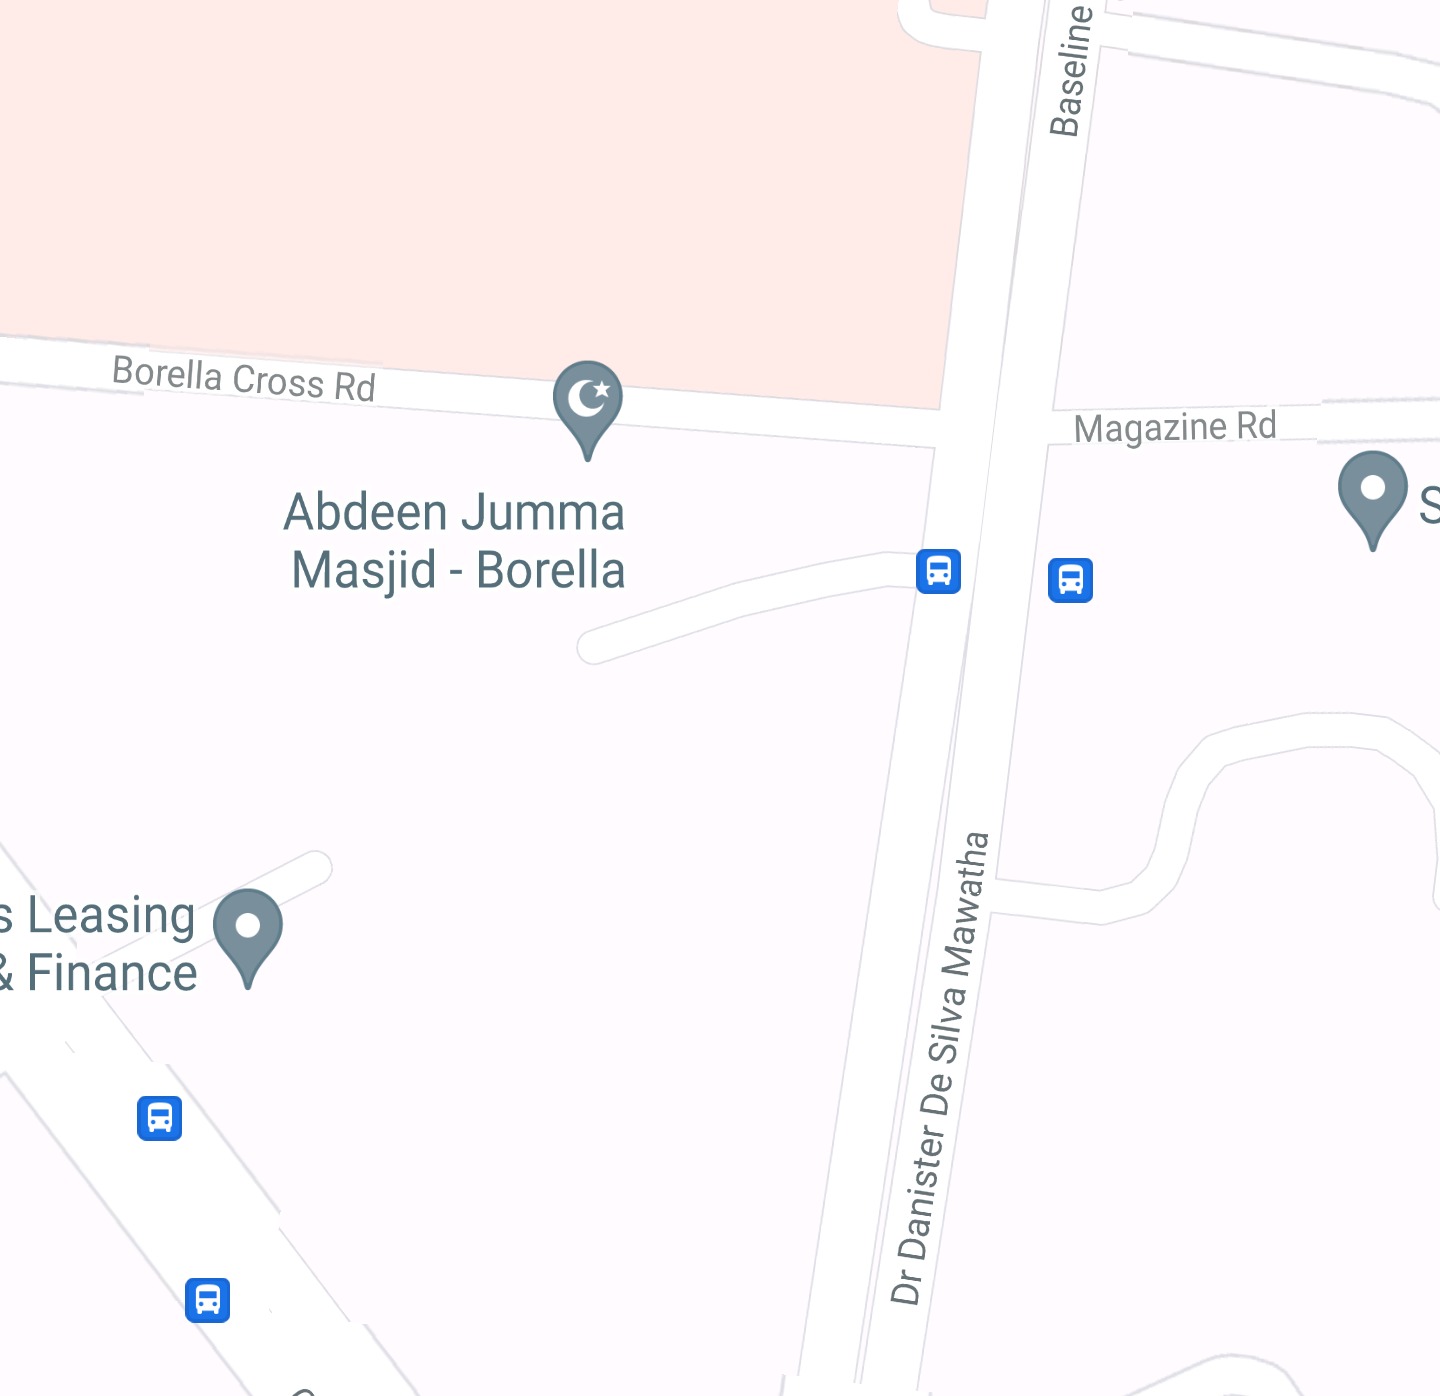 Baseline
Borella Cross Rd
Magazine Rd
Abdeen Jumma
Masjid - Borella
S
s Leasing
& Finance
Dr Danister De Silva Mawatha